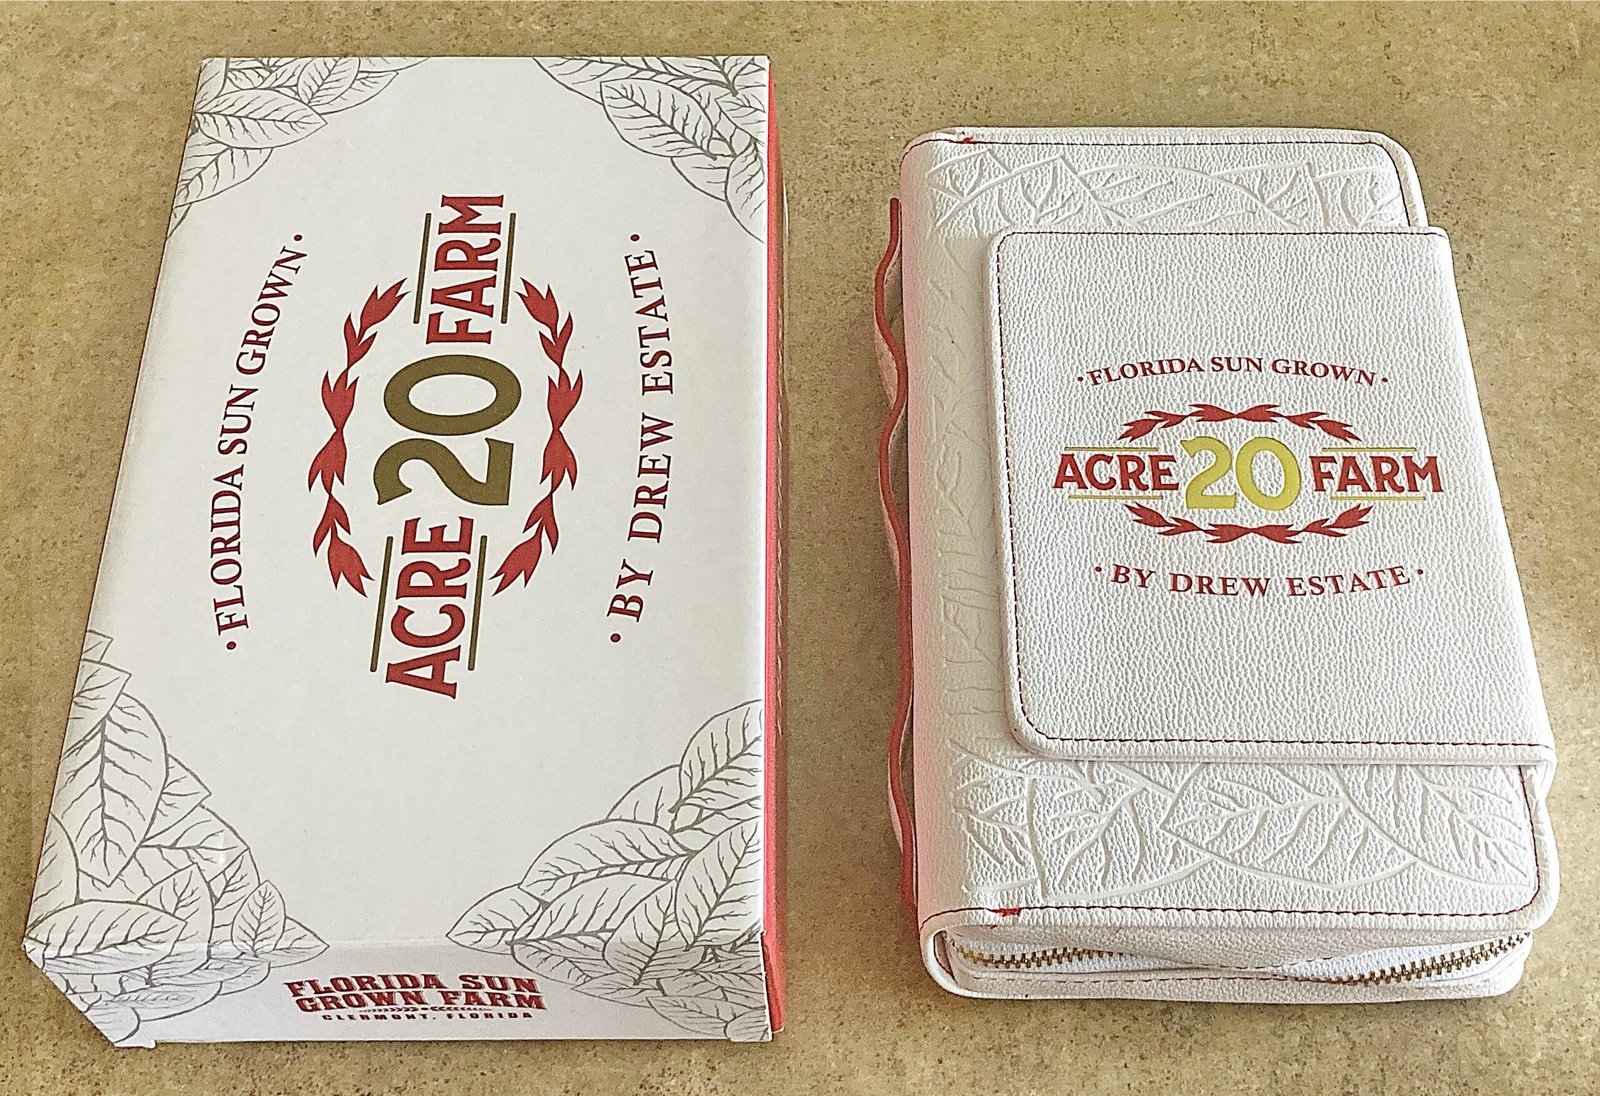 ·FLORIDA SUN GROWN·
ACRE 20 FARM
·BY DREW ESTATE·
FLORIDA SUN
GROWN FARM
CLERMONT, FLORIDA
·FLORIDA SUN GROWN·
ACRE 20 FARM
·BY DREW ESTATE·